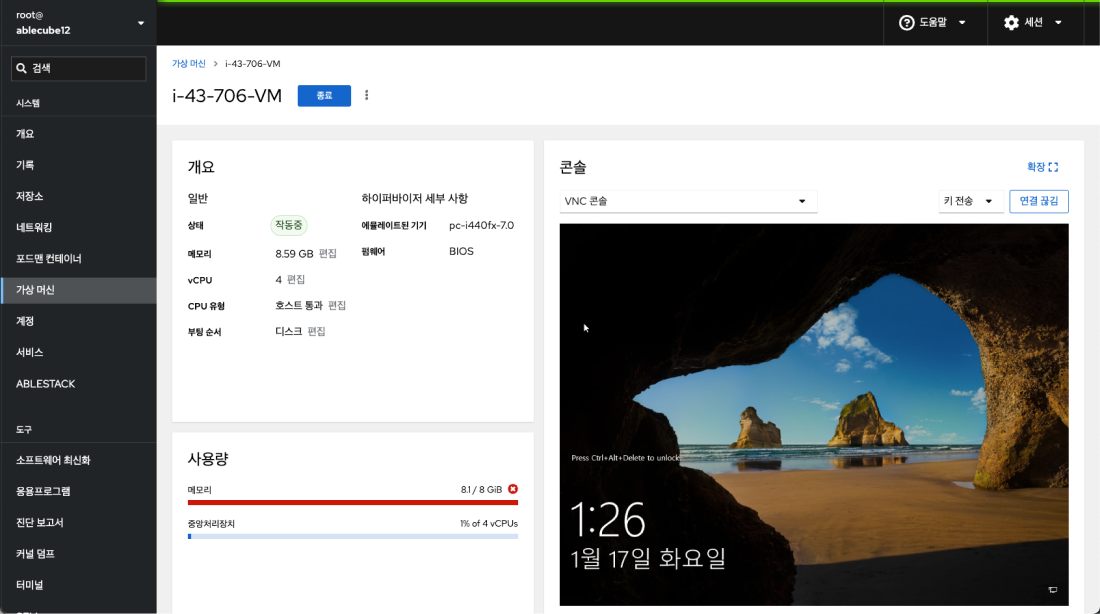 root@
ablecube12
도움말
세션
검색
시스템
개요
기록
저장소
네트워킹
포드맨 컨테이너
가상 머신
계정
서비스
ABLESTACK
도구
소프트웨어 최신화
응용프로그램
진단 보고서
커널 덤프
터미널
가상 머신 > i-43-706-VM
i-43-706-VM
종료
개요
일반
상태 작동중
메모리 8.59 GB 편집
vCPU 4 편집
CPU 유형 호스트 통과 편집
부팅 순서 디스크 편집
하이퍼바이저 세부 사항
에뮬레이트된 기기 pc-i440fx-7.0
펌웨어 BIOS
사용량
메모리 8.1 / 8 GiB
중앙처리장치 1% of 4 vCPUs
콘솔
확장
VNC 콘솔
키 전송
연결 끊김
Press Ctrl+Alt+Delete to unlock.
1:26
1월 17일 화요일